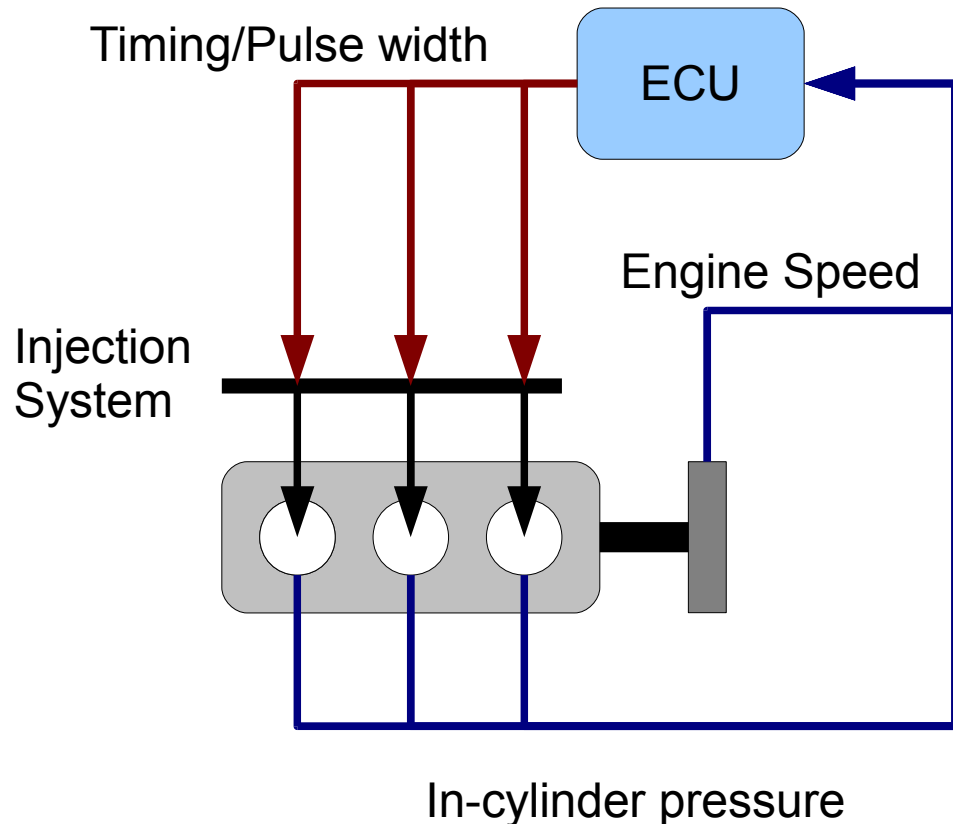 Timing/Pulse width
ECU
Engine Speed
Injection
System
In-cylinder pressure